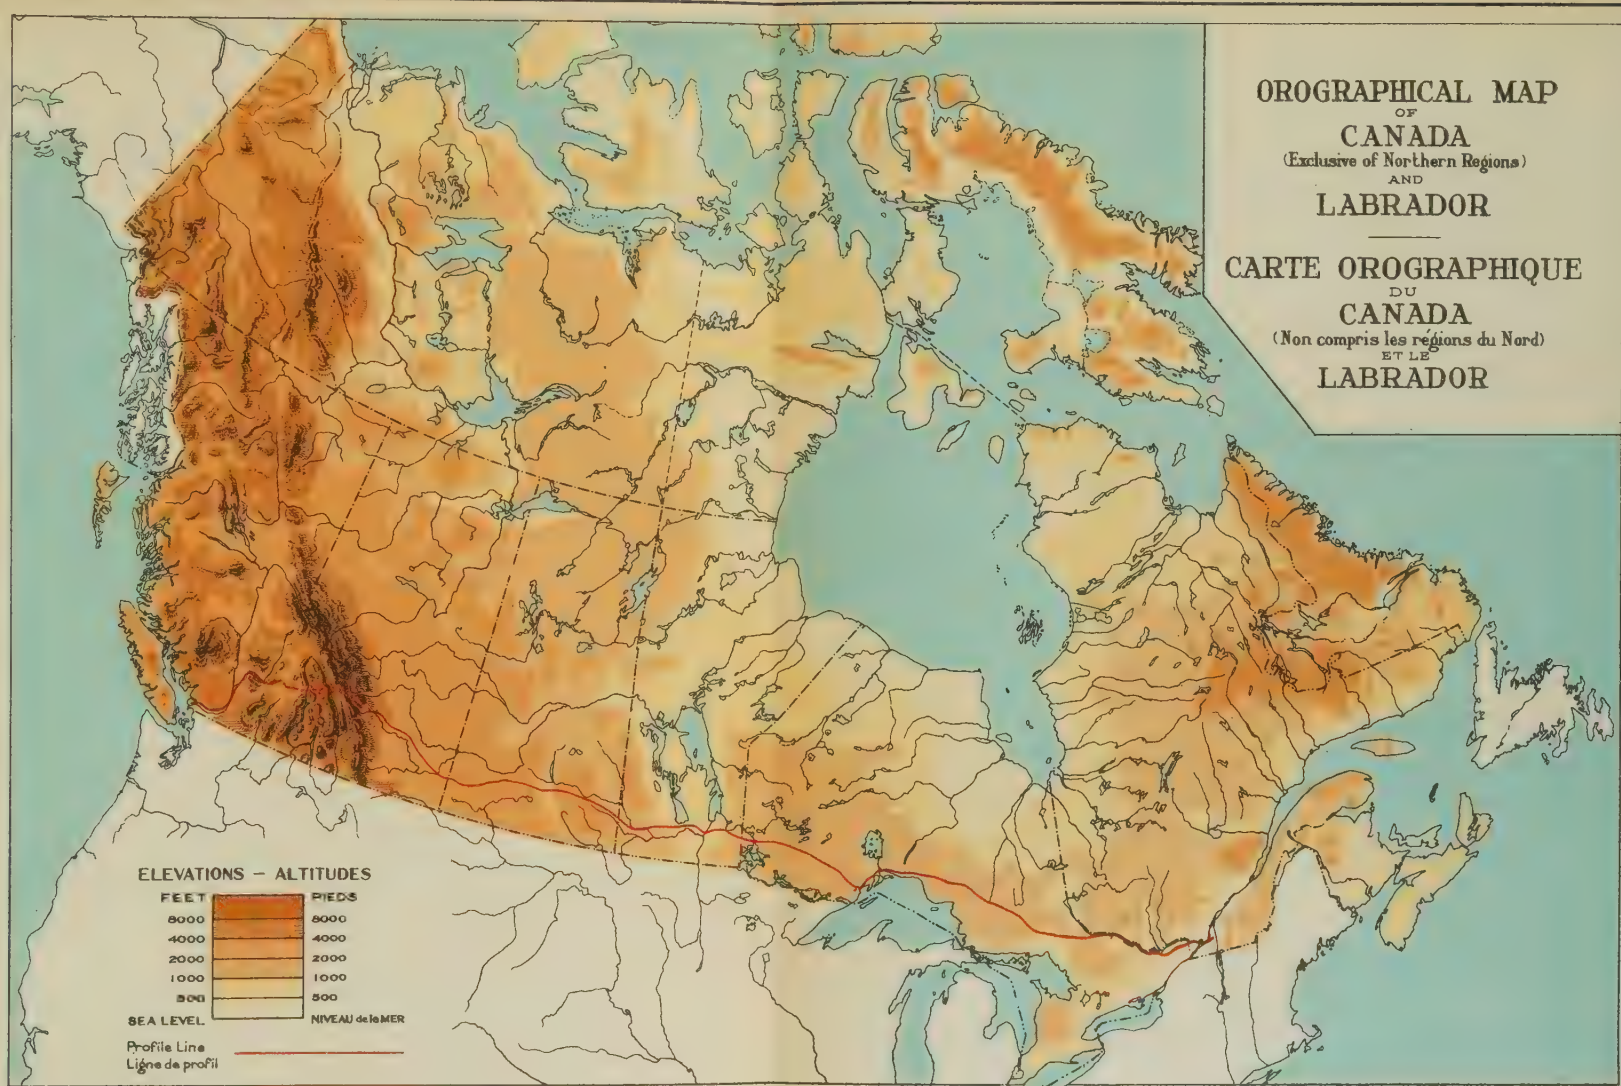 OROGRAPHICAL MAP
OF
CANADA
(Exclusive of Northern Regions)
AND
LABRADOR
CARTE OROGRAPHIQUE
DU
CANADA
(Non compris les régions du Nord)
ET LE
LABRADOR
ELEVATIONS – ALTITUDES
FEET PIEDS
8000 8000
4000 4000
2000 2000
1000 1000
500 500
SEA LEVEL NIVEAU de la MER
Profile Line
Ligne de profil